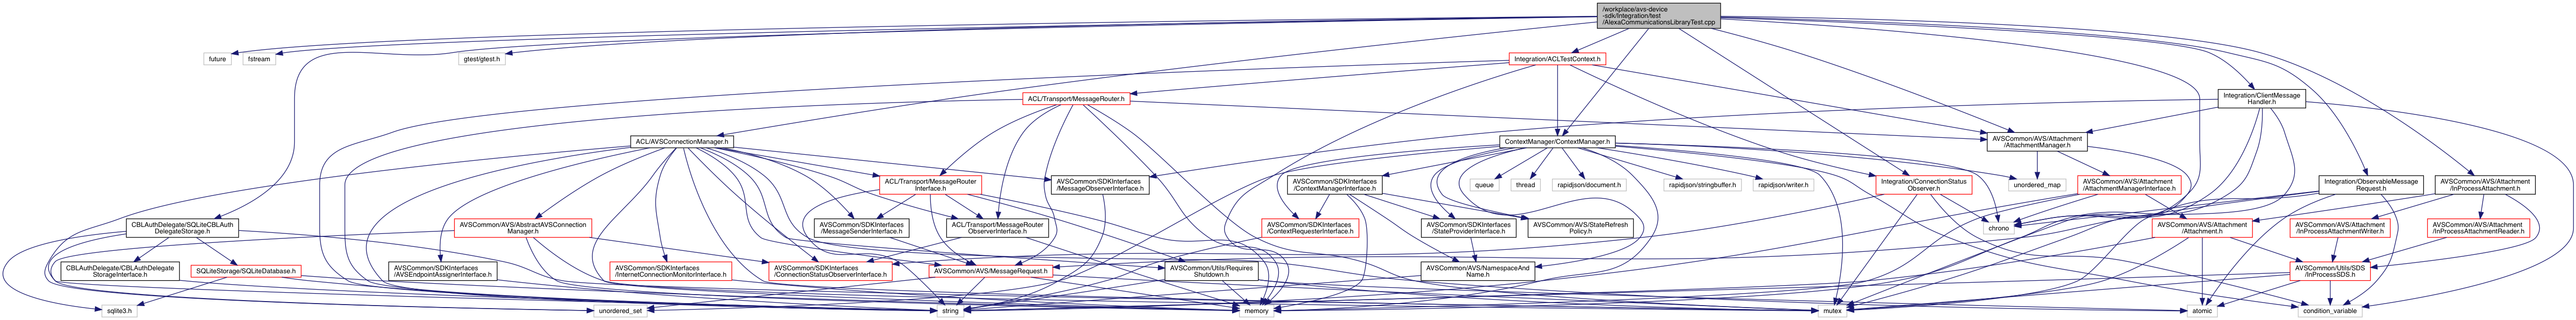 /workplace/avs-device
-sdk/Integration/test
/AlexaCommunicationsLibraryTest.cpp
future
fstream
gtest/gtest.h
Integration/ACLTestContext.h
ACL/Transport/MessageRouter.h
Integration/ClientMessage
Handler.h
ACL/AVSConnectionManager.h
ContextManager/ContextManager.h
AVSCommon/AVS/Attachment
/AttachmentManager.h
ACL/Transport/MessageRouter
Interface.h
AVSCommon/SDKInterfaces
/MessageObserverInterface.h
AVSCommon/SDKInterfaces
/ContextManagerInterface.h
queue
thread
rapidjson/document.h
rapidjson/stringbuffer.h
rapidjson/writer.h
Integration/ConnectionStatus
Observer.h
unordered_map
AVSCommon/AVS/Attachment
/AttachmentManagerInterface.h
Integration/ObservableMessage
Request.h
AVSCommon/AVS/Attachment
/InProcessAttachment.h
CBLAuthDelegate/SQLiteCBLAuth
DelegateStorage.h
AVSCommon/AVS/AbstractAVSConnection
Manager.h
AVSCommon/SDKInterfaces
/MessageSenderInterface.h
ACL/Transport/MessageRouter
ObserverInterface.h
AVSCommon/SDKInterfaces
/ContextRequesterInterface.h
AVSCommon/SDKInterfaces
/StateProviderInterface.h
AVSCommon/AVS/StateRefresh
Policy.h
chrono
AVSCommon/AVS/Attachment
/Attachment.h
AVSCommon/AVS/Attachment
/InProcessAttachmentWriter.h
AVSCommon/AVS/Attachment
/InProcessAttachmentReader.h
CBLAuthDelegate/CBLAuthDelegate
StorageInterface.h
SQLiteStorage/SQLiteDatabase.h
AVSCommon/SDKInterfaces
/AVSEndpointAssignerInterface.h
AVSCommon/SDKInterfaces
/InternetConnectionMonitorInterface.h
AVSCommon/SDKInterfaces
/ConnectionStatusObserverInterface.h
AVSCommon/AVS/MessageRequest.h
AVSCommon/Utils/Requires
Shutdown.h
AVSCommon/AVS/NamespaceAnd
Name.h
AVSCommon/Utils/SDS
/InProcessSDS.h
sqlite3.h
unordered_set
string
memory
mutex
atomic
condition_variable